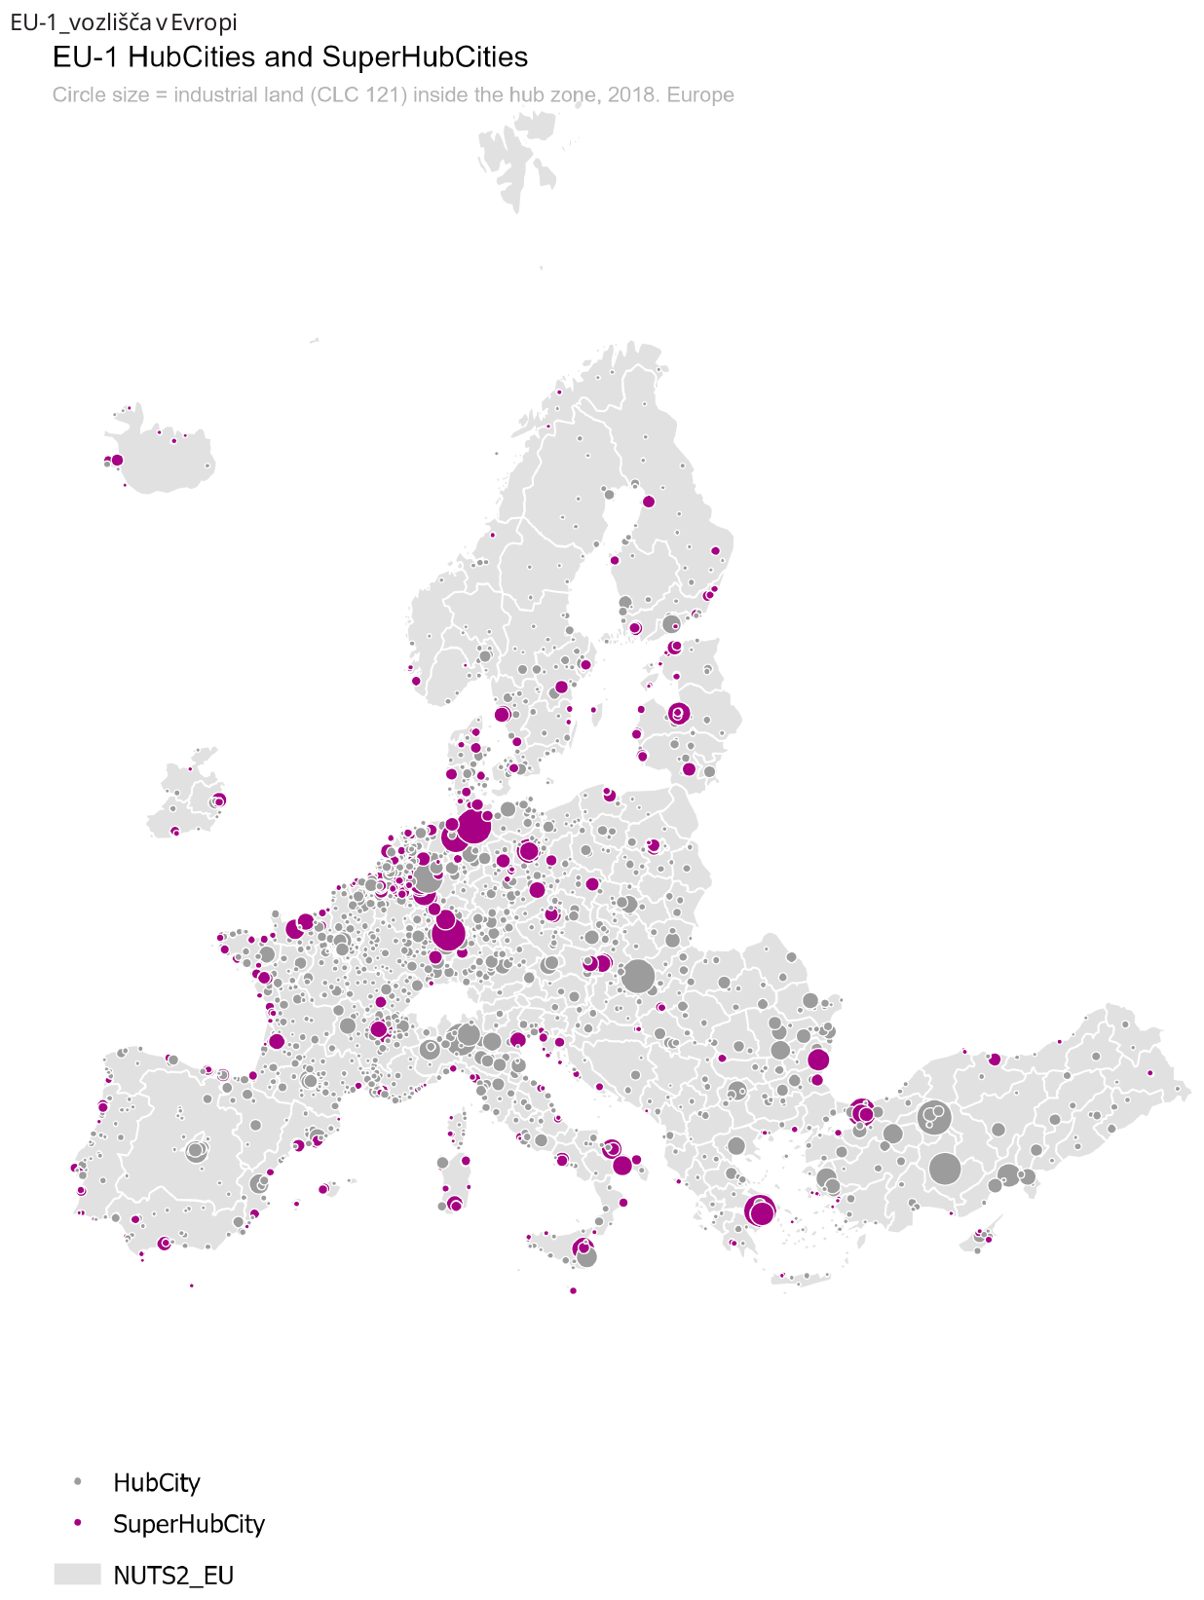 EU-1_vozlišča v Evropi
EU-1 HubCities and SuperHubCities
Circle size = industrial land (CLC 121) inside the hub zone, 2018. Europe
HubCity
SuperHubCity
NUTS2_EU